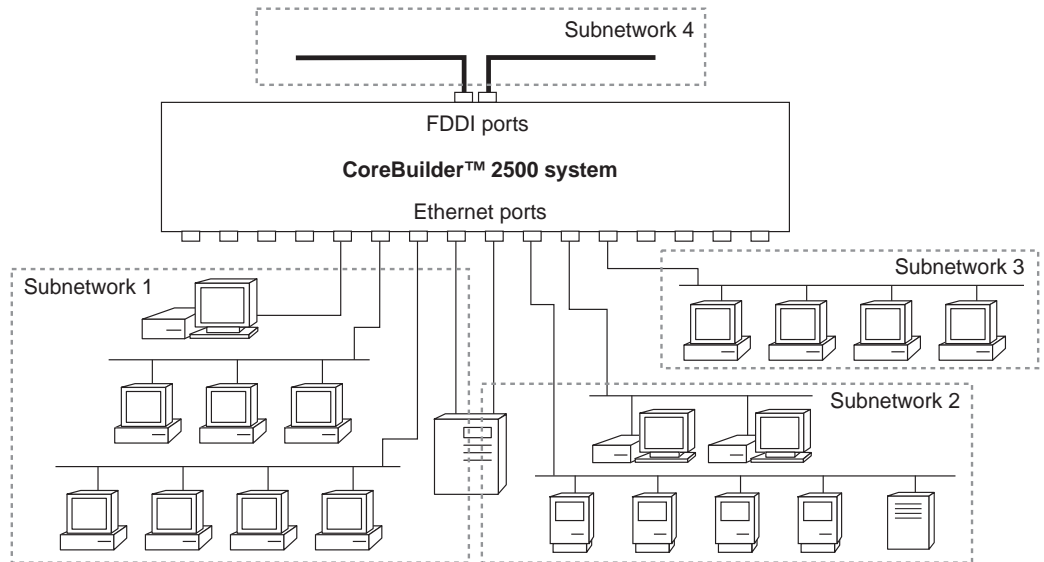 Subnetwork 4
FDDI ports
CoreBuilder™ 2500 system
Ethernet ports
Subnetwork 1
Subnetwork 3
Subnetwork 2